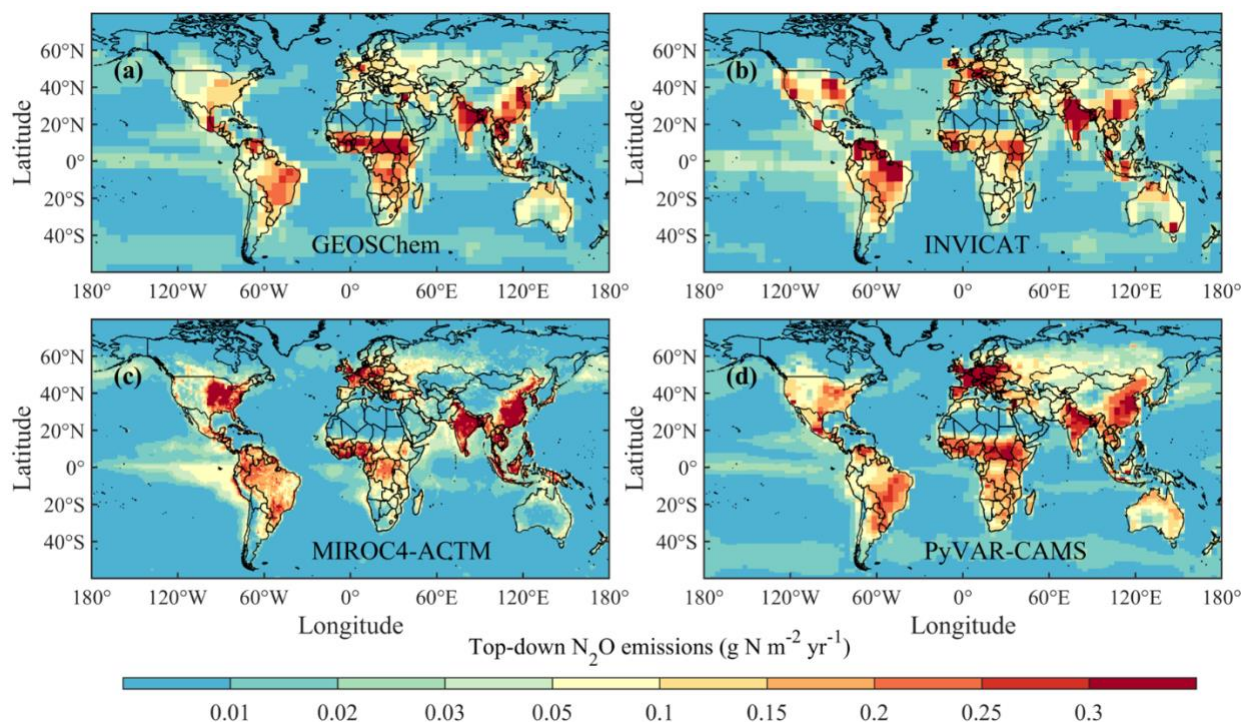 60°N
40°N
20°N
0°
20°S
40°S
Latitude
(a)
GEOSChem
180° 120°W 60°W 0° 60°E 120°E 180°
60°N
40°N
20°N
0°
20°S
40°S
Latitude
(b)
INVICAT
180° 120°W 60°W 0° 60°E 120°E 180°
60°N
40°N
20°N
0°
20°S
40°S
Latitude
(c)
MIROC4-ACTM
180° 120°W 60°W 0° 60°E 120°E 180°
Longitude
60°N
40°N
20°N
0°
20°S
40°S
Latitude
(d)
PyVAR-CAMS
180° 120°W 60°W 0° 60°E 120°E 180°
Longitude
Top-down N₂O emissions (g N m⁻² yr⁻¹)
0.01 0.02 0.03 0.05 0.1 0.15 0.2 0.25 0.3